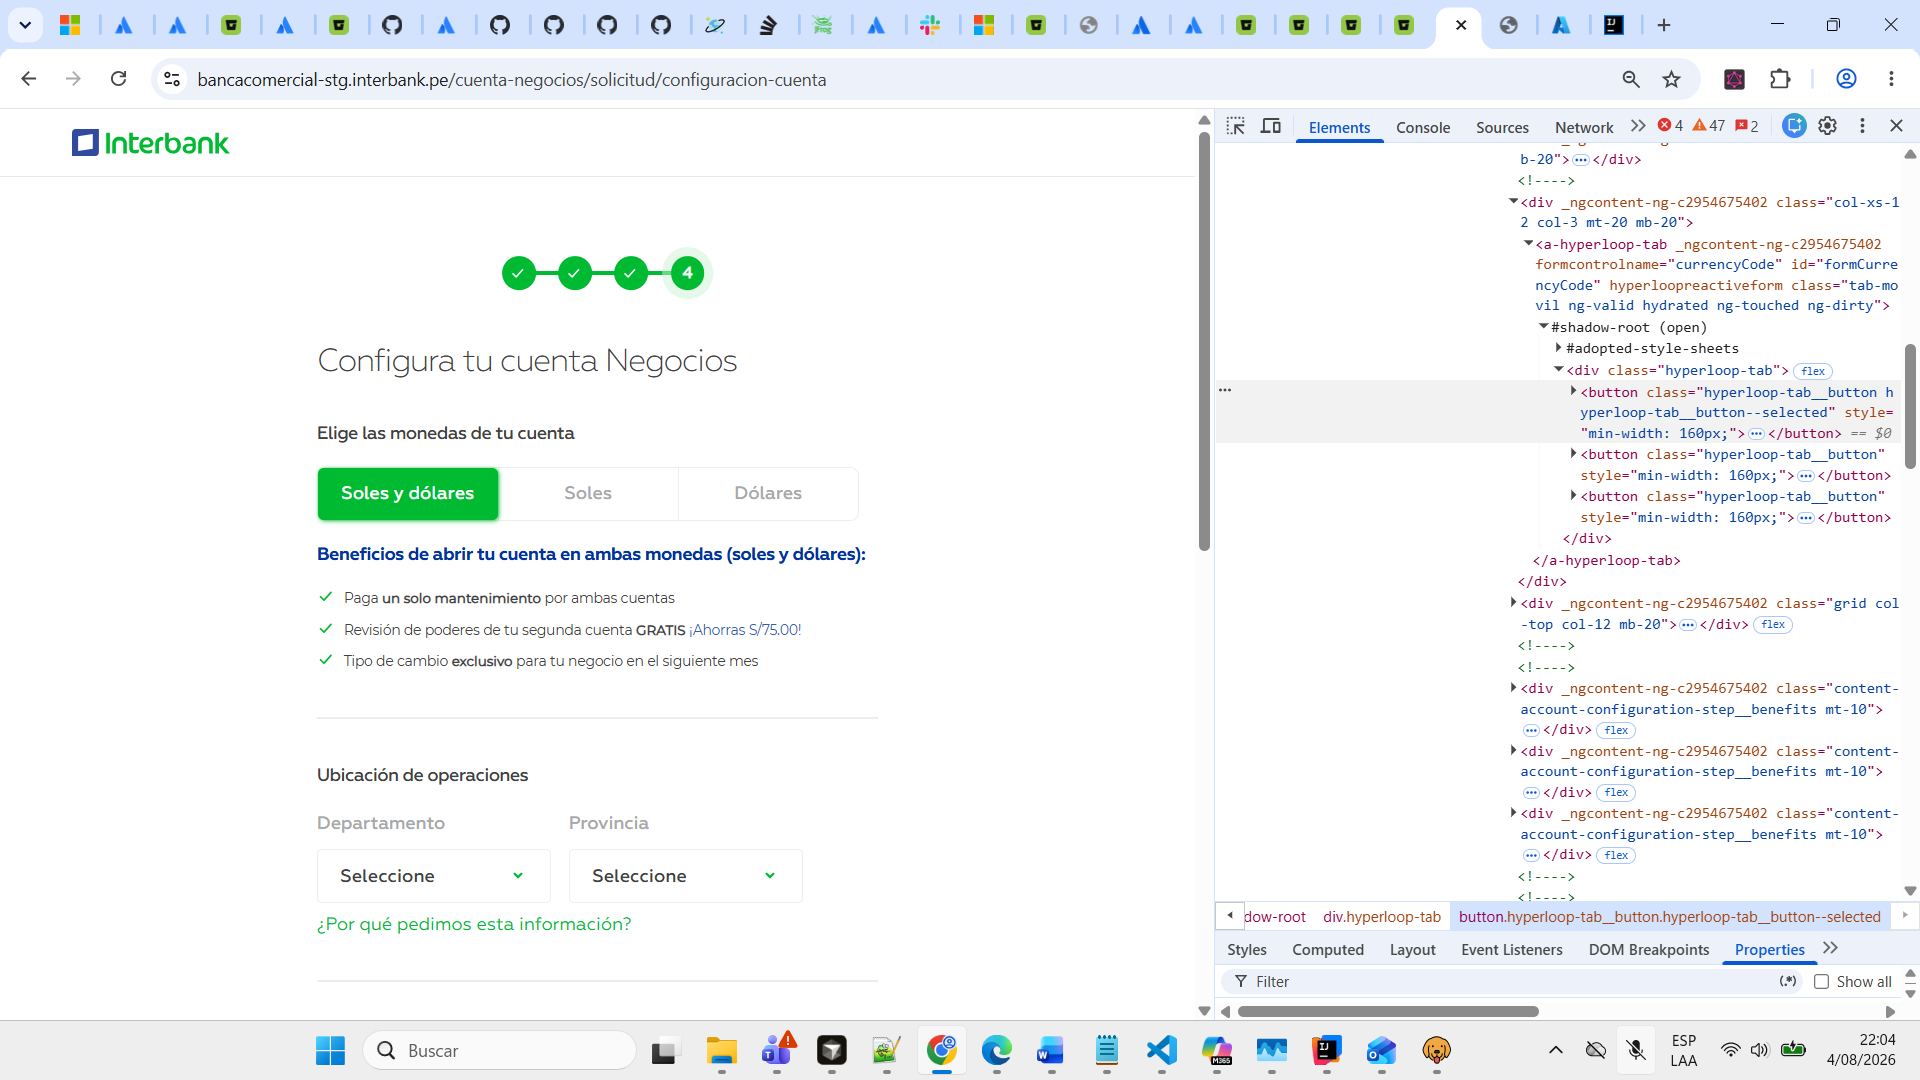 bancacomercial-stg.interbank.pe/cuenta-negocios/solicitud/configuracion-cuenta
Interbank
4
Configura tu cuenta Negocios
Elige las monedas de tu cuenta
Soles y dólares
Soles
Dólares
Beneficios de abrir tu cuenta en ambas monedas (soles y dólares):
Paga un solo mantenimiento por ambas cuentas
Revisión de poderes de tu segunda cuenta GRATIS ¡Ahorras S/75.00!
Tipo de cambio exclusivo para tu negocio en el siguiente mes
Ubicación de operaciones
Departamento
Provincia
Seleccione
Seleccione
¿Por qué pedimos esta información?
Elements
Console
Sources
Network
4
47
2
b-20">
</div>
<!---->
<div _ngcontent-ng-c2954675402 class="col-xs-1
2 col-3 mt-20 mb-20">
<a-hyperloop-tab _ngcontent-ng-c2954675402
formcontrolname="currencyCode" id="formCurre
ncyCode" hyperloopreactiveform class="tab-mo
vil ng-valid hydrated ng-touched ng-dirty">
#shadow-root (open)
#adopted-style-sheets
<div class="hyperloop-tab"> flex
<button class="hyperloop-tab__button h
yperloop-tab__button--selected" style=
"min-width: 160px;"> … </button> == $0
<button class="hyperloop-tab__button"
style="min-width: 160px;"> … </button>
<button class="hyperloop-tab__button"
style="min-width: 160px;"> … </button>
</div>
</a-hyperloop-tab>
</div>
<div _ngcontent-ng-c2954675402 class="grid col
-top col-12 mb-20"> … </div> flex
<!---->
<!---->
<div _ngcontent-ng-c2954675402 class="content-
account-configuration-step__benefits mt-10">
… </div> flex
<div _ngcontent-ng-c2954675402 class="content-
account-configuration-step__benefits mt-10">
… </div> flex
<div _ngcontent-ng-c2954675402 class="content-
account-configuration-step__benefits mt-10">
… </div> flex
<!---->
<!---->
dow-root
div.hyperloop-tab
button.hyperloop-tab__button.hyperloop-tab__button--selected
Styles
Computed
Layout
Event Listeners
DOM Breakpoints
Properties
Filter
(.*)
Show all
Buscar
ESP
LAA
22:04
4/08/2026